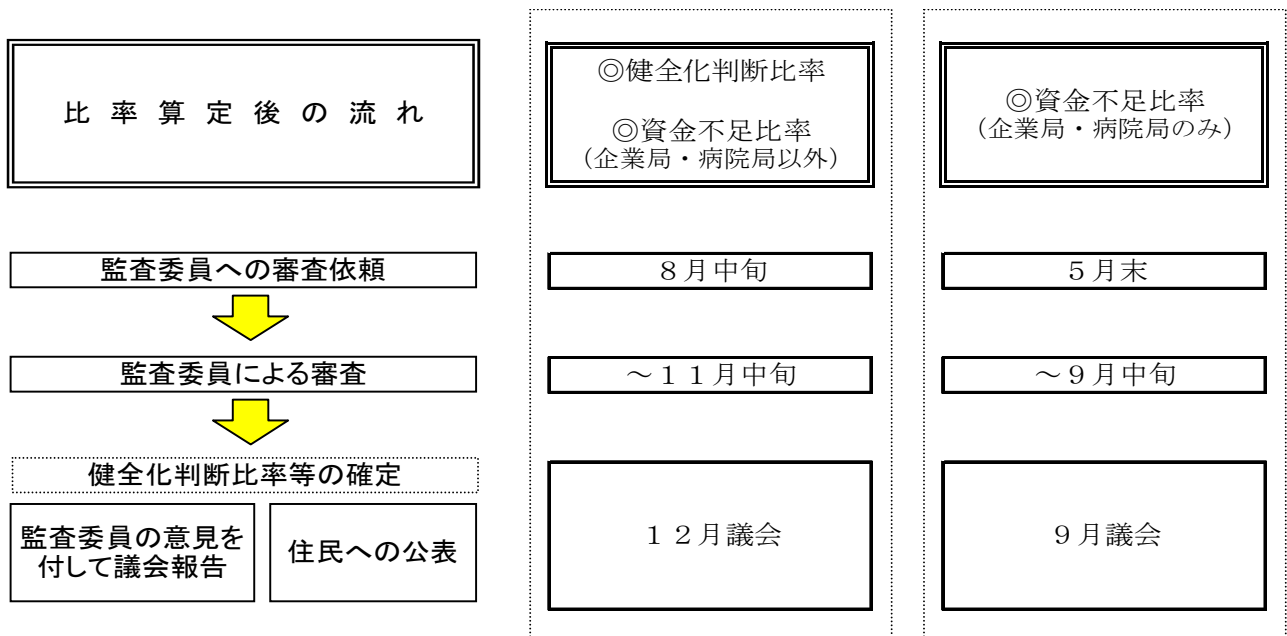 比率算定後の流れ
◎健全化判断比率
◎資金不足比率
（企業局・病院局以外）
◎資金不足比率
（企業局・病院局のみ）
監査委員への審査依頼
８月中旬
５月末
監査委員による審査
～１１月中旬
～９月中旬
健全化判断比率等の確定
監査委員の意見を
付して議会報告
住民への公表
１２月議会
９月議会